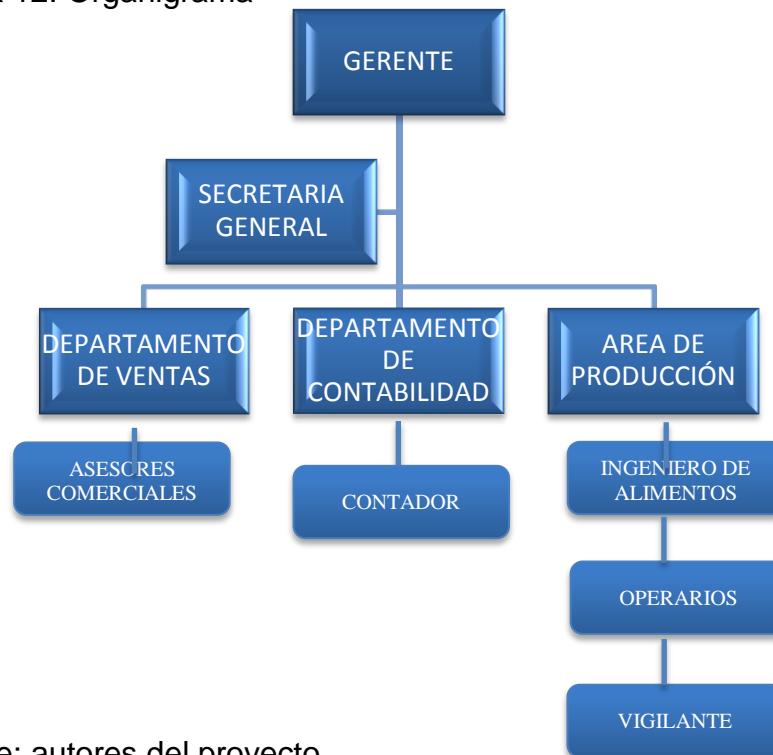 12. Organigrama
GERENTE
SECRETARIA
GENERAL
DEPARTAMENTO
DE VENTAS
DEPARTAMENTO
DE
CONTABILIDAD
AREA DE
PRODUCCIÓN
ASESORES
COMERCIALES
CONTADOR
INGENIERO DE
ALIMENTOS
OPERARIOS
VIGILANTE
e: autores del proyecto